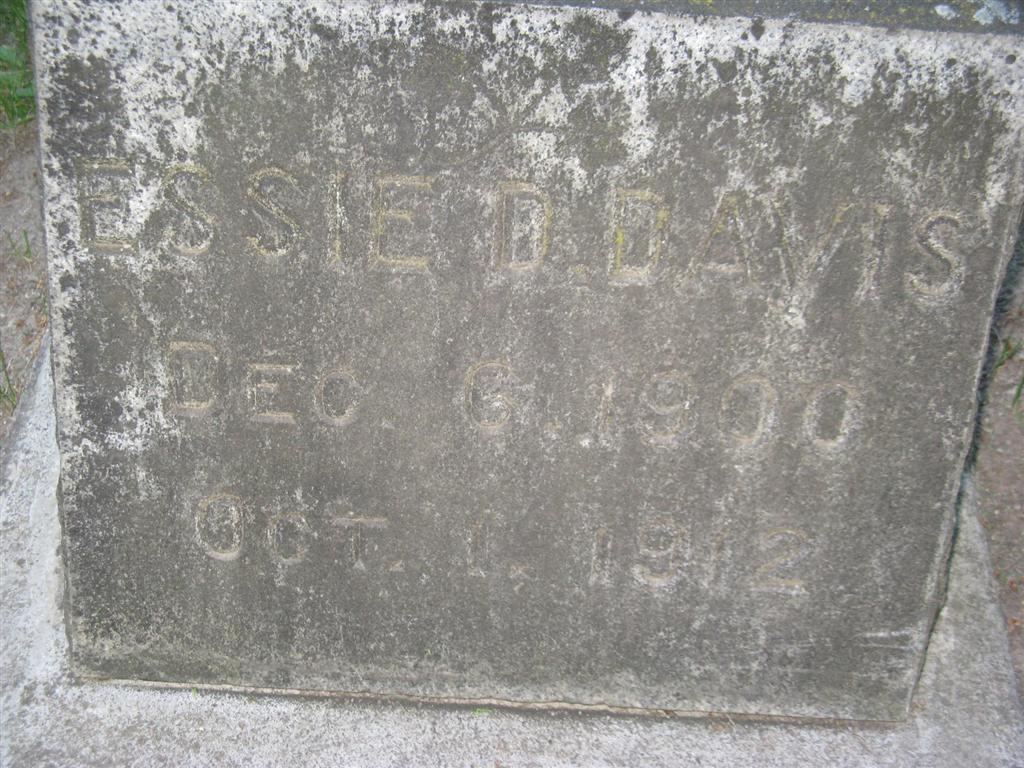 ESSIE D. DAVIS
DEC. 6. 1900
OCT. 1. 1912